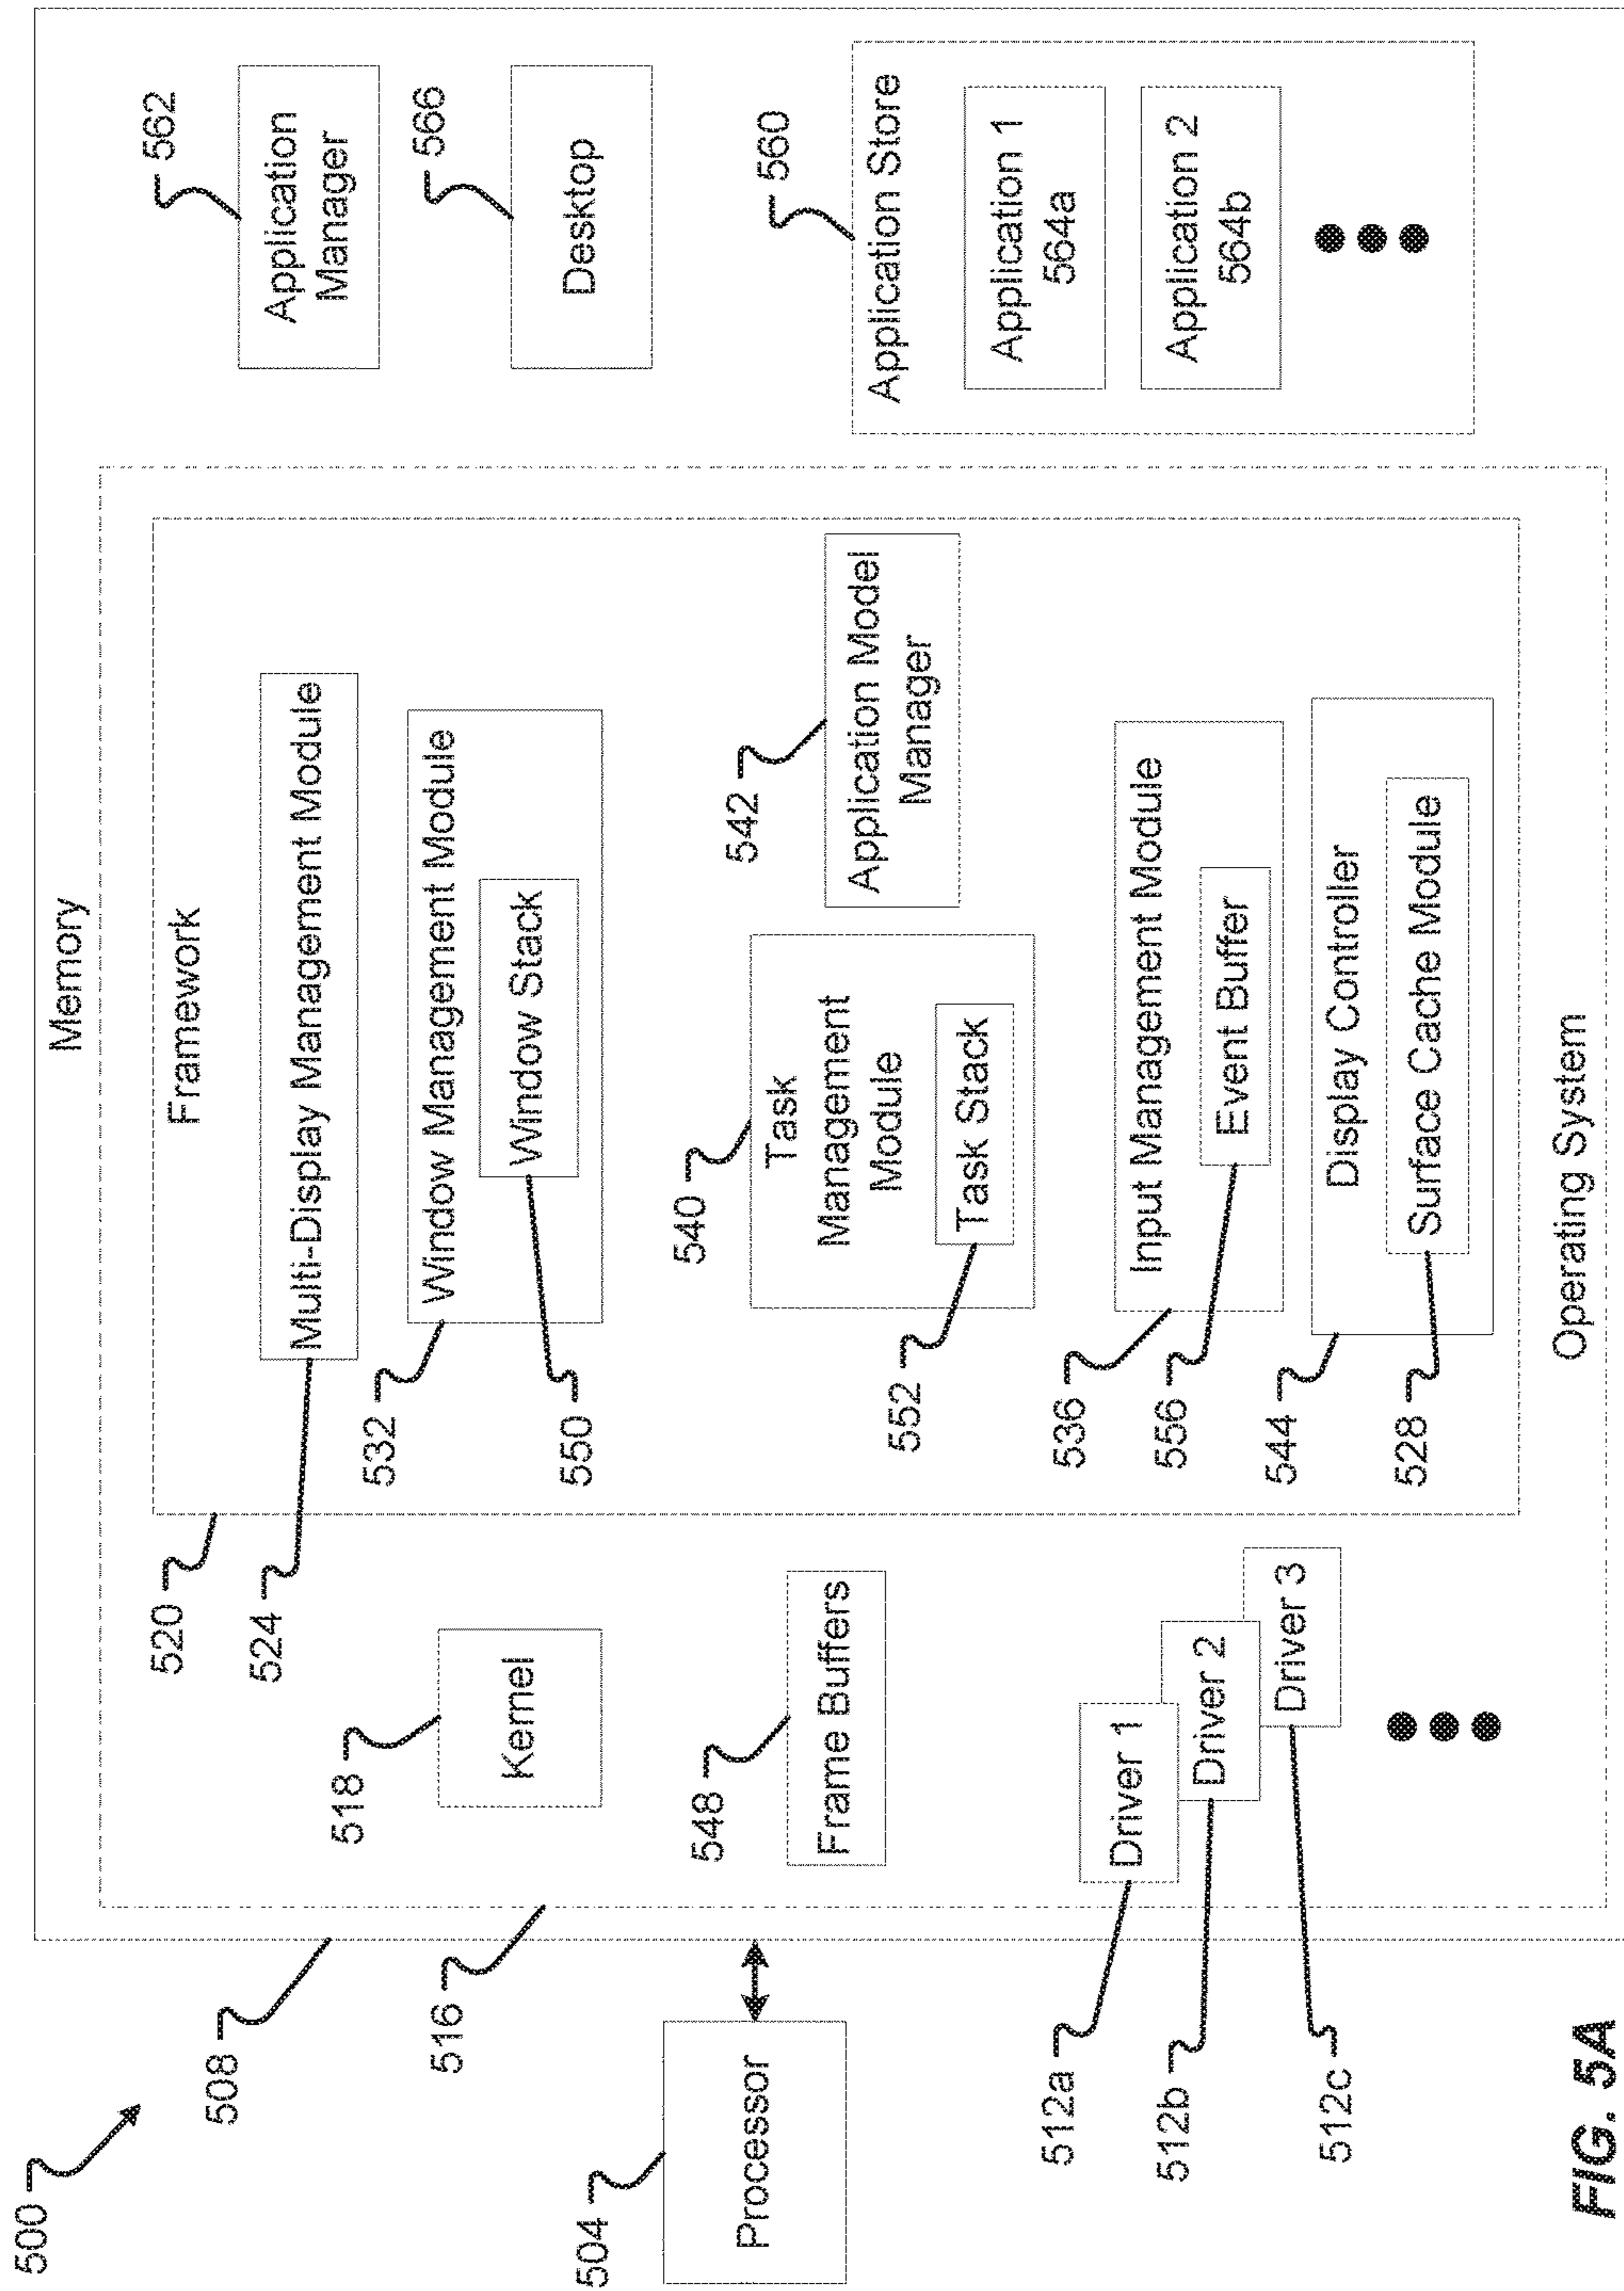 500
508
516
504
Processor
Memory
520
524
518
Kernel
548
Frame Buffers
512a
512b
512c
Driver 1
Driver 2
Driver 3
Framework
Multi-Display Management Module
532
Window Management Module
Window Stack
550
540
Task
Management
Module
Task Stack
552
542
Application Model
Manager
536
Input Management Module
Event Buffer
556
544
Display Controller
Surface Cache Module
528
Operating System
562
Application
Manager
566
Desktop
560
Application Store
Application 1
564a
Application 2
564b
FIG. 5A